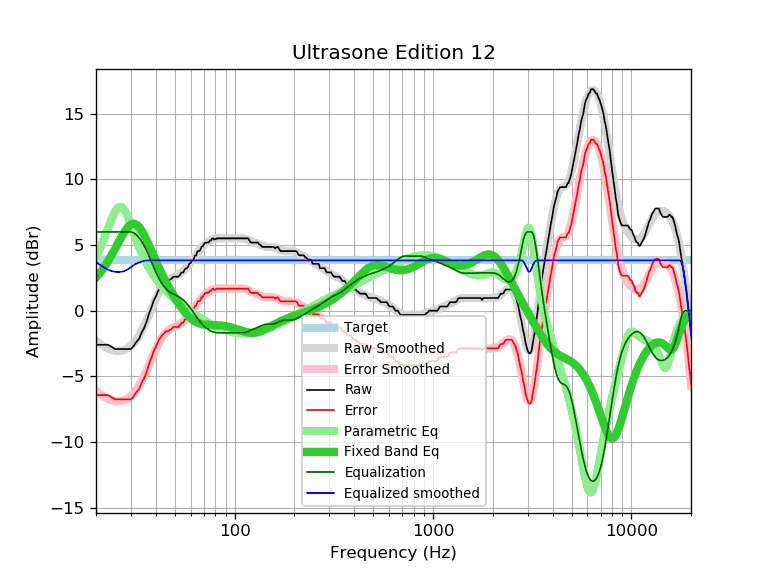 Ultrasone Edition 12
Amplitude (dBr)
15
10
5
0
−5
−10
−15
Target
Raw Smoothed
Error Smoothed
Raw
Error
Parametric Eq
Fixed Band Eq
Equalization
Equalized smoothed
100
1000
10000
Frequency (Hz)